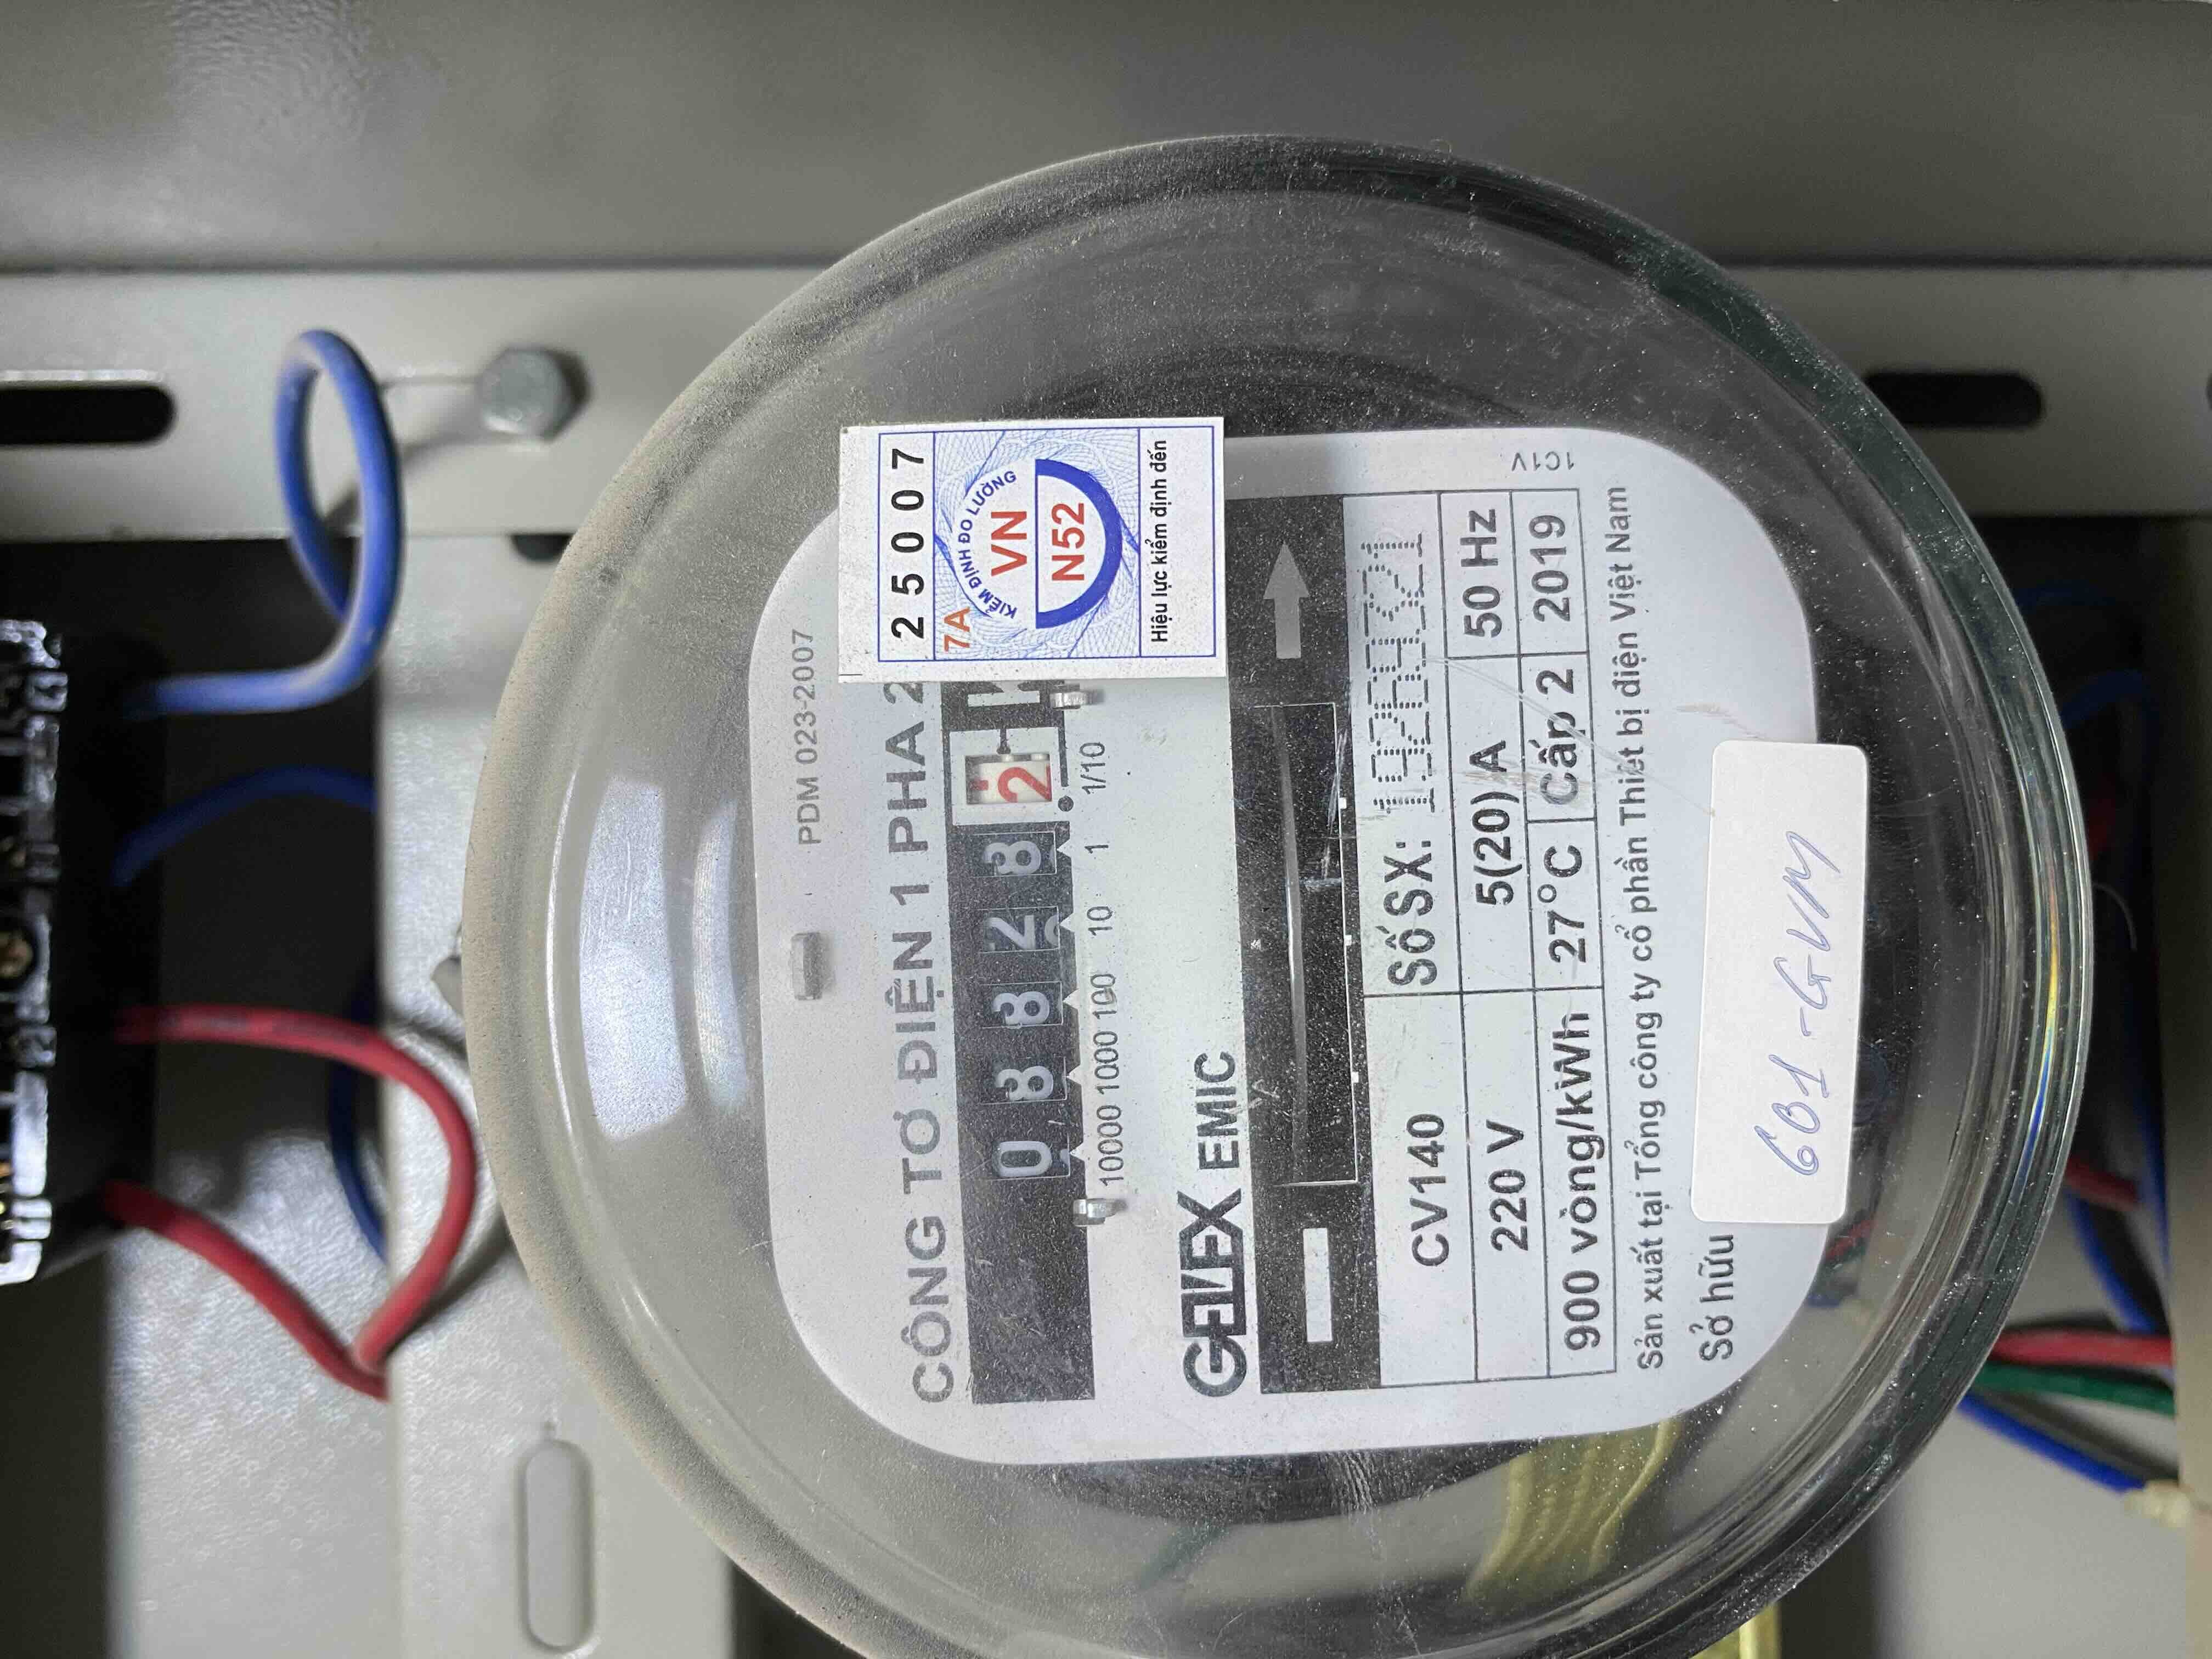 25007
7A
KIỂM ĐỊNH ĐO LƯỜNG
VN
N52
Hiệu lực kiểm định đến
PDM 023-2007
CÔNG TƠ ĐIỆN 1 PHA 2
0 8 8 2 8 2
10000 1000 100 10 1 1/10
GELEX EMIC
1C1V
CV140 Số SX:
220 V 5(20) A 50 Hz
900 vòng/kWh 27°C Cấp 2 2019
Sản xuất tại Tổng công ty cổ phần Thiết bị điện Việt Nam
Sở hữu